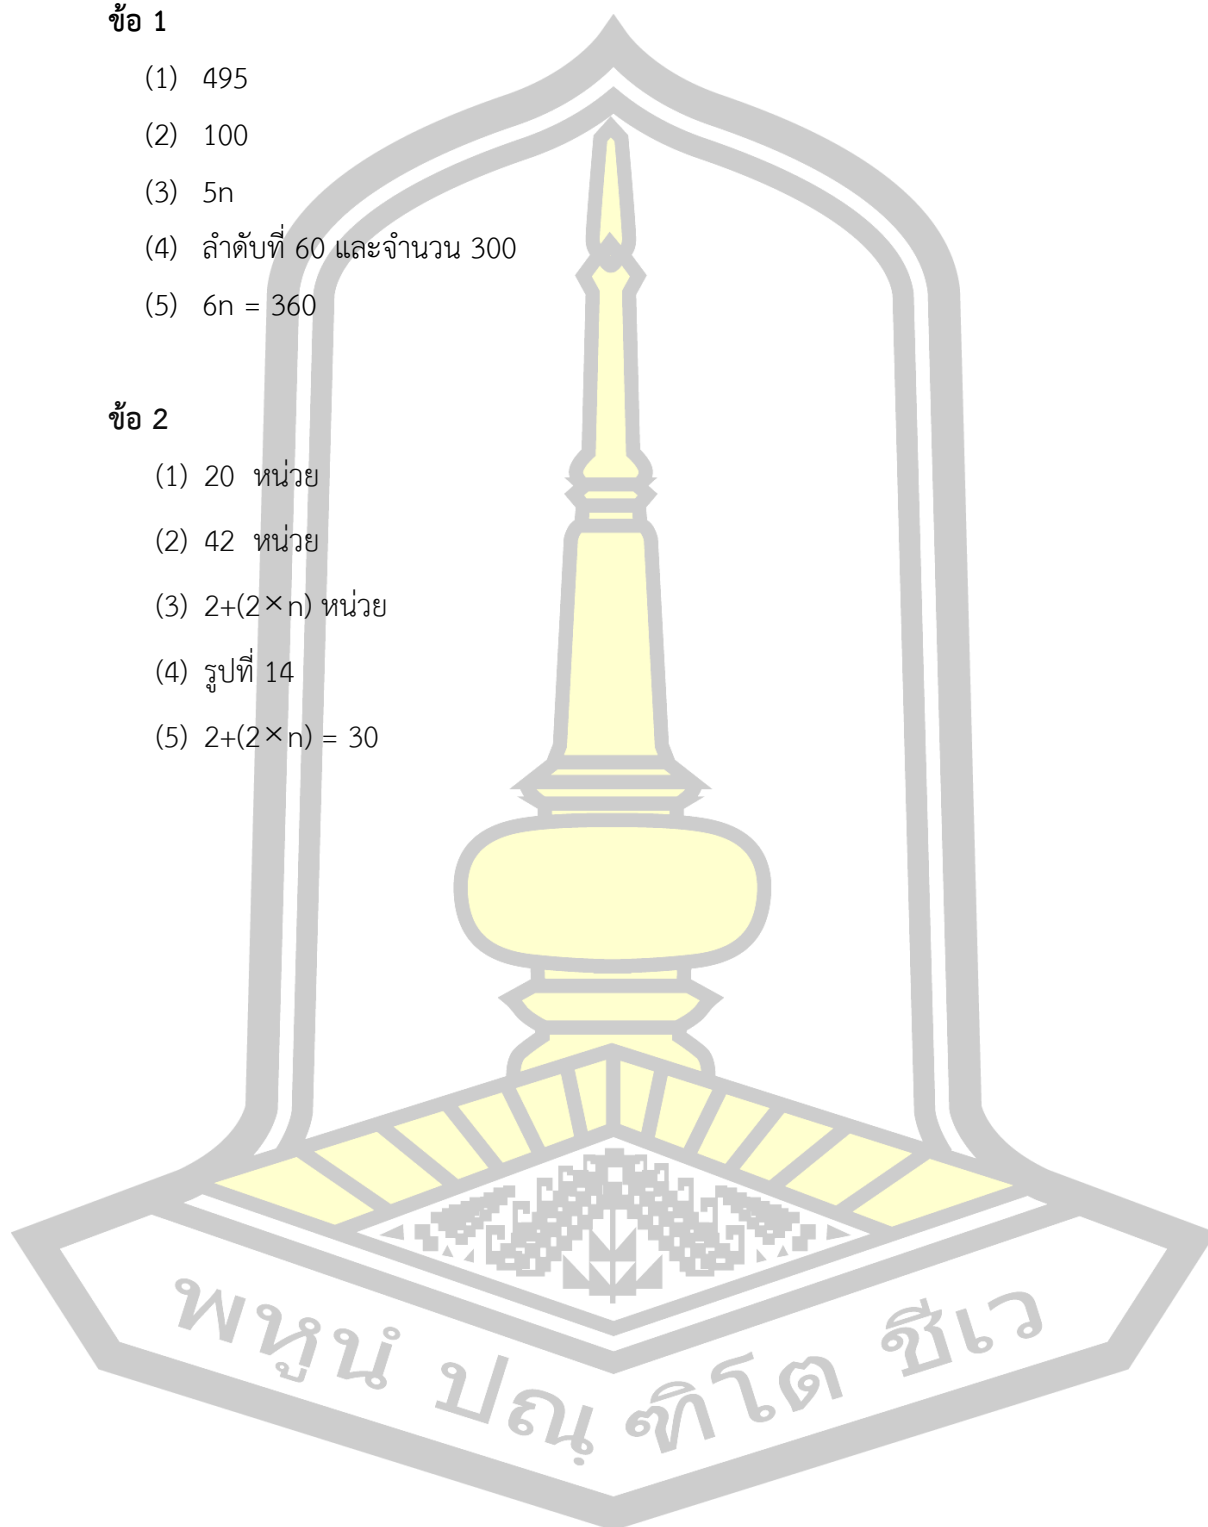 ข้อ 1
(1) 495
(2) 100
(3) 5n
(4) ลำดับที่ 60 และจำนวน 300
(5) 6n = 360
ข้อ 2
(1) 20 หน่วย
(2) 42 หน่วย
(3) 2+(2×n) หน่วย
(4) รูปที่ 14
(5) 2+(2×n) = 30
พหูนํ ปณฺฑิโต ชีเว